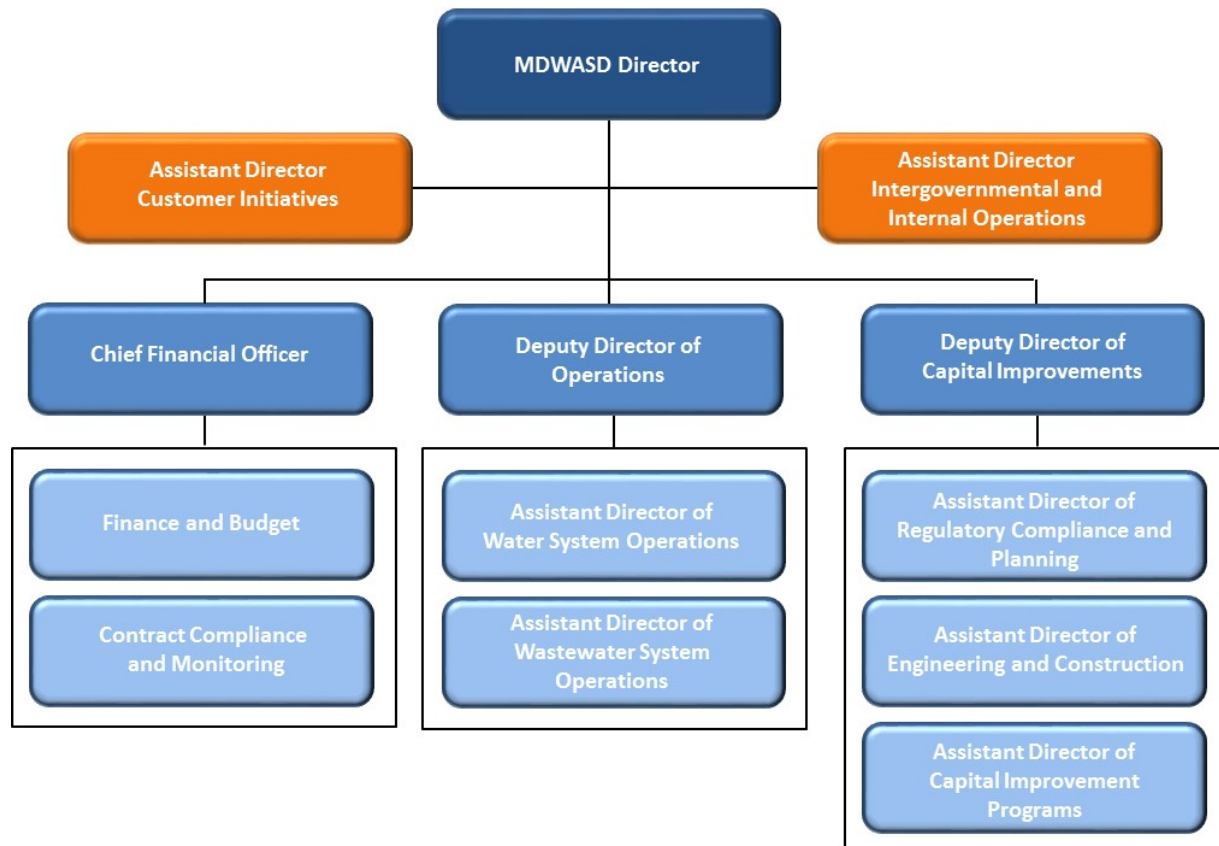 MDWASD Director
Assistant Director
Customer Initiatives
Assistant Director
Intergovernmental and
Internal Operations
Chief Financial Officer
Deputy Director of
Operations
Deputy Director of
Capital Improvements
Finance and Budget
Contract Compliance
and Monitoring
Assistant Director of
Water System Operations
Assistant Director of
Wastewater System
Operations
Assistant Director of
Regulatory Compliance and
Planning
Assistant Director of
Engineering and Construction
Assistant Director of
Capital Improvement
Programs